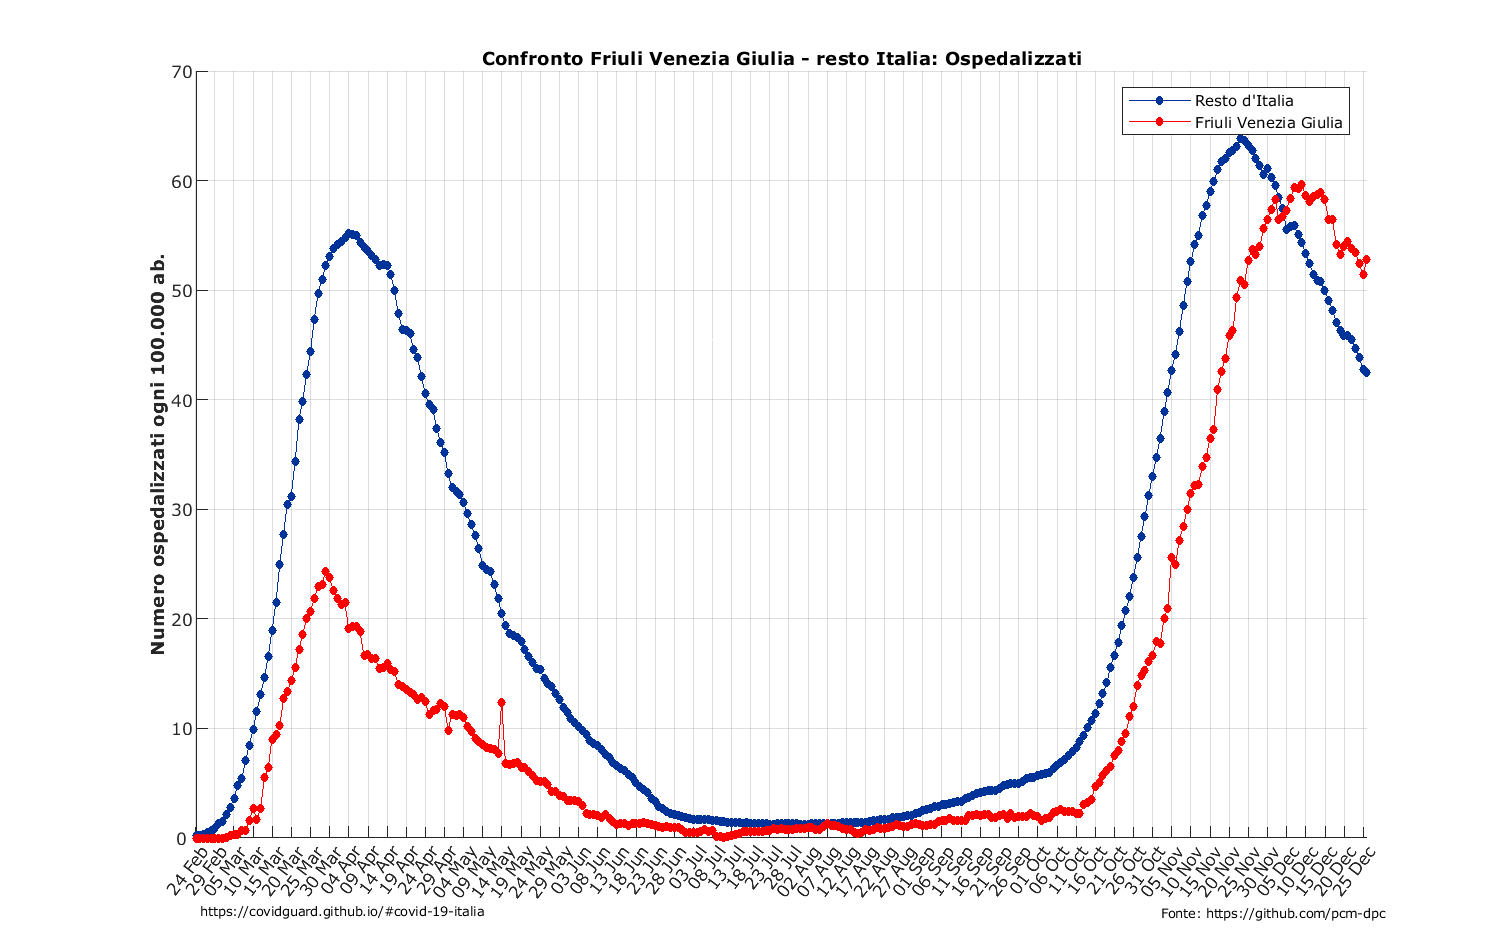 Confronto Friuli Venezia Giulia - resto Italia: Ospedalizzati
Resto d'Italia
Friuli Venezia Giulia
Numero ospedalizzati ogni 100.000 ab.
70
60
50
40
30
20
10
0
24 Feb
29 Feb
05 Mar
10 Mar
15 Mar
20 Mar
25 Mar
30 Mar
04 Apr
09 Apr
14 Apr
19 Apr
24 Apr
29 Apr
04 May
09 May
14 May
19 May
24 May
29 May
03 Jun
08 Jun
13 Jun
18 Jun
23 Jun
28 Jun
03 Jul
08 Jul
13 Jul
18 Jul
23 Jul
28 Jul
02 Aug
07 Aug
12 Aug
17 Aug
22 Aug
27 Aug
01 Sep
06 Sep
11 Sep
16 Sep
21 Sep
26 Sep
01 Oct
06 Oct
11 Oct
16 Oct
21 Oct
26 Oct
31 Oct
05 Nov
10 Nov
15 Nov
20 Nov
25 Nov
30 Nov
05 Dec
10 Dec
15 Dec
20 Dec
25 Dec
https://covidguard.github.io/#covid-19-italia
Fonte: https://github.com/pcm-dpc